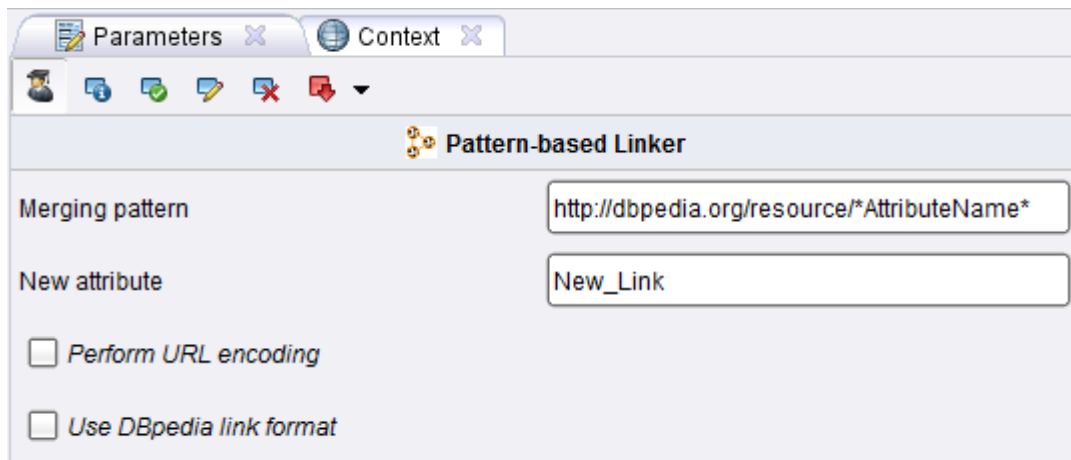 Parameters Context
Pattern-based Linker
Merging pattern http://dbpedia.org/resource/*AttributeName*
New attribute New_Link
Perform URL encoding
Use DBpedia link format